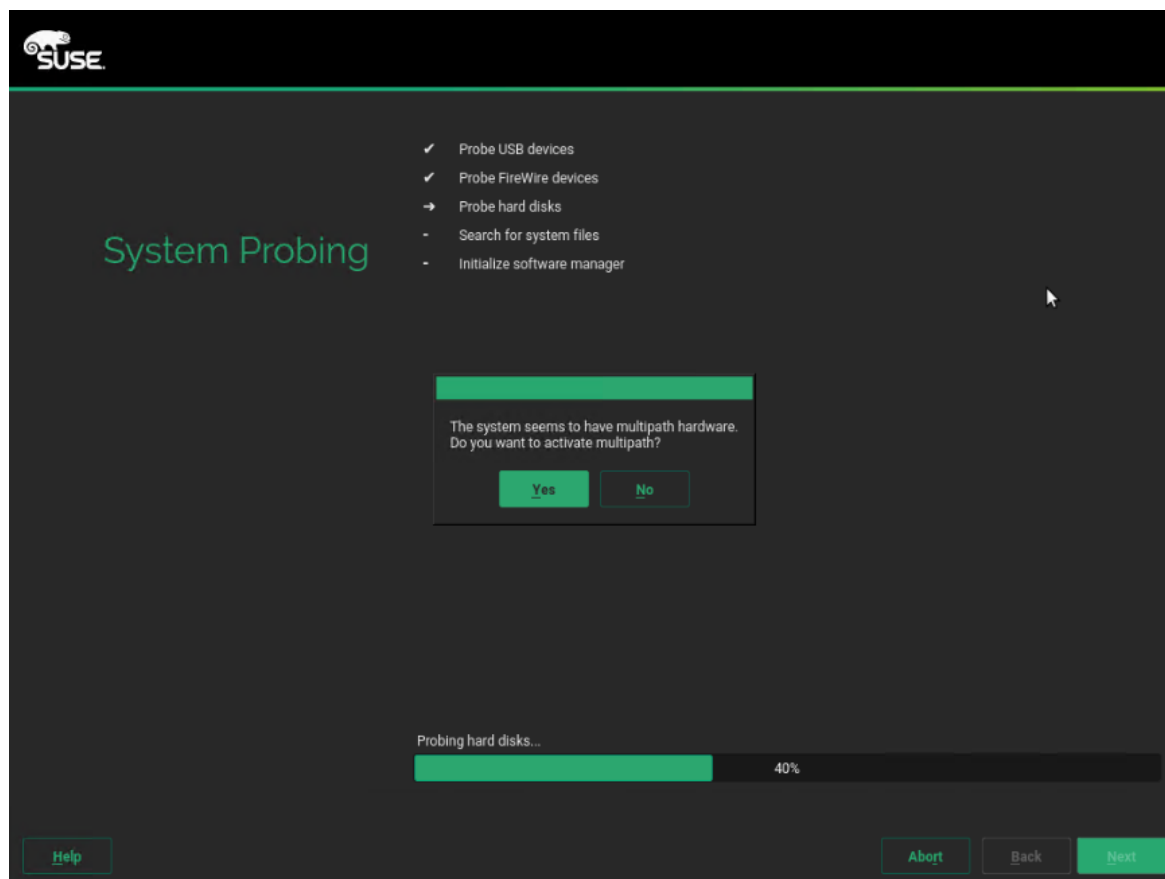 SUSE.
System Probing
✔ Probe USB devices
✔ Probe FireWire devices
➔ Probe hard disks
- Search for system files
- Initialize software manager
The system seems to have multipath hardware.
Do you want to activate multipath?
Yes No
Probing hard disks...
40%
Help Abort Back Next